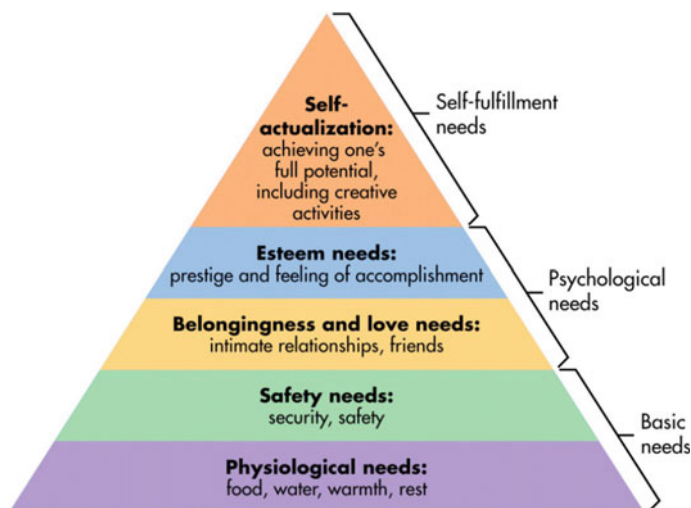 Self-
actualization:
achieving one's
full potential,
including creative
activities
Self-fulfillment
needs
Esteem needs:
prestige and feeling of accomplishment
Psychological
needs
Belongingness and love needs:
intimate relationships, friends
Safety needs:
security, safety
Basic
needs
Physiological needs:
food, water, warmth, rest